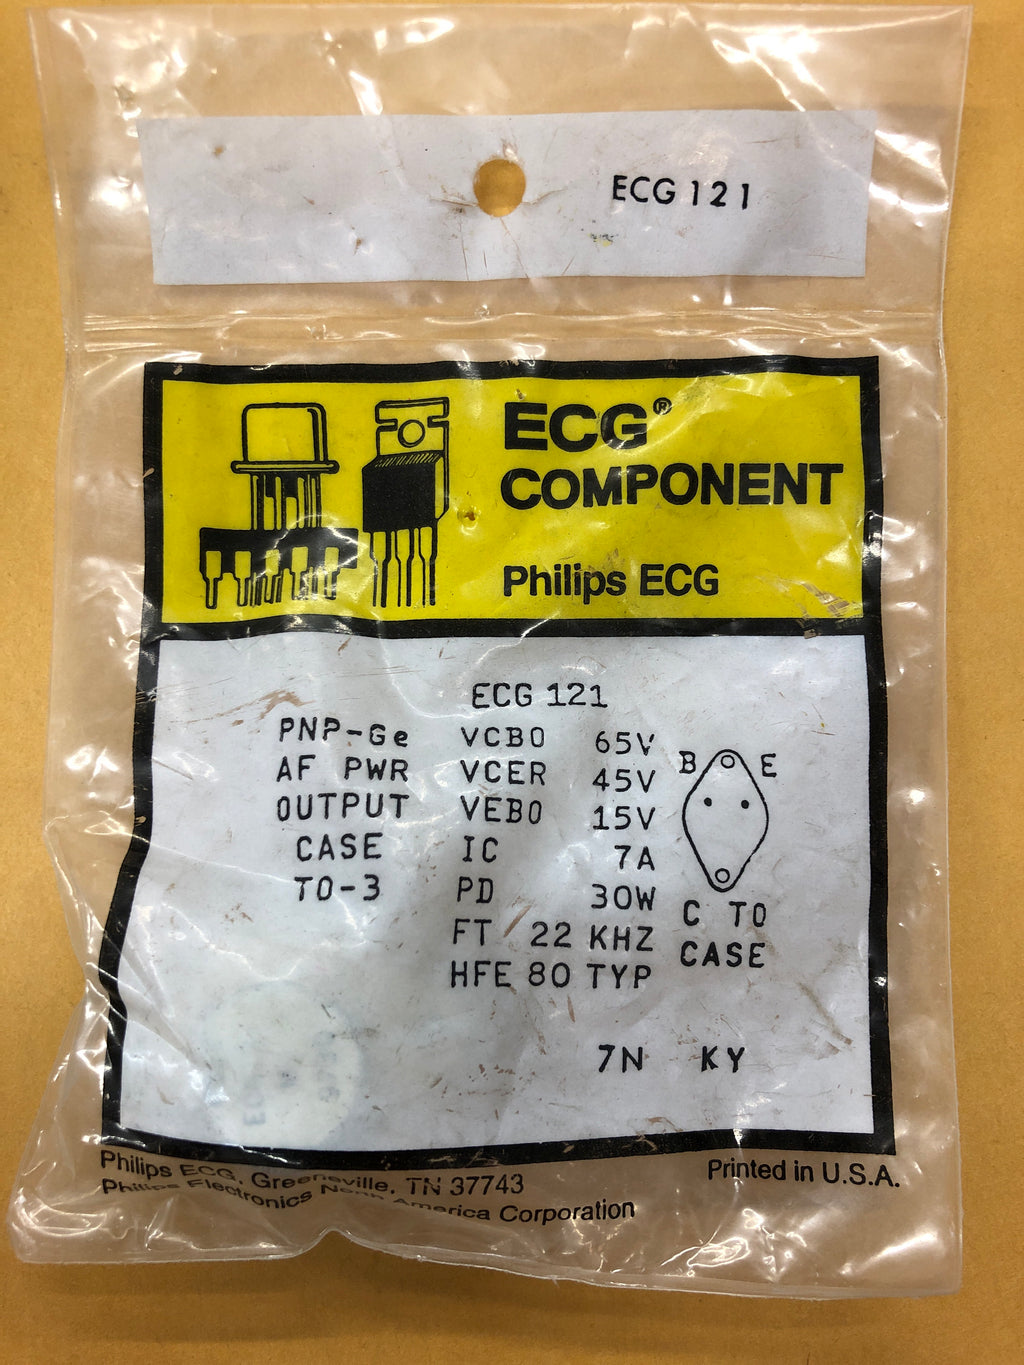 ECG 121
ECG®
COMPONENT
Philips ECG
ECG 121
PNP-Ge VCBO 65V
AF PWR VCER 45V
OUTPUT VEBO 15V
CASE IC 7A
TO-3 PD 30W
FT 22 KHZ
HFE 80 TYP
B E
C TO
CASE
7N KY
Philips ECG, Greeneville, TN 37743
Philips Electronics North America Corporation
Printed in U.S.A.